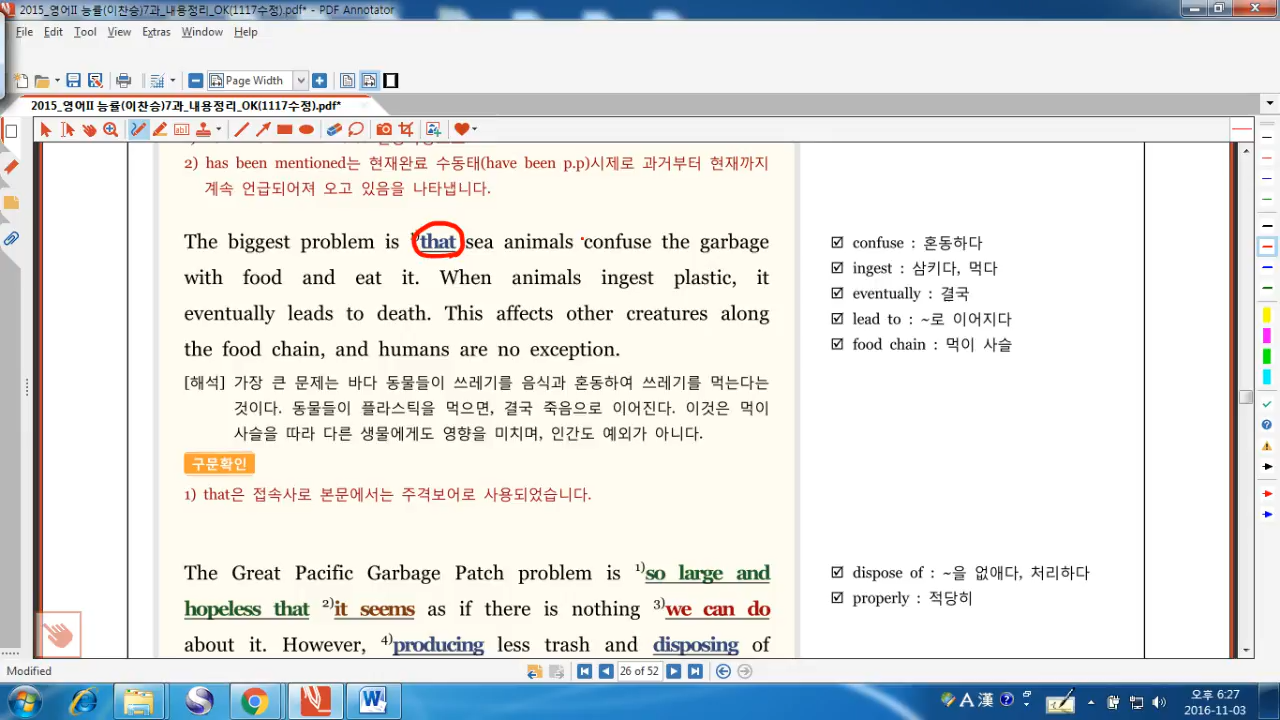 2015_영어II 능률(이찬승)7과_내용정리_OK(1117수정).pdf* - PDF Annotator
File Edit Tool View Extras Window Help
Page Width
2015_영어II 능률(이찬승)7과_내용정리_OK(1117수정).pdf*
2) has been mentioned는 현재완료 수동태(have been p.p)시제로 과거부터 현재까지
계속 언급되어져 오고 있음을 나타냅니다.
The biggest problem is that sea animals confuse the garbage
with food and eat it. When animals ingest plastic, it
eventually leads to death. This affects other creatures along
the food chain, and humans are no exception.
[해석] 가장 큰 문제는 바다 동물들이 쓰레기를 음식과 혼동하여 쓰레기를 먹는다는
것이다. 동물들이 플라스틱을 먹으면, 결국 죽음으로 이어진다. 이것은 먹이
사슬을 따라 다른 생물에게도 영향을 미치며, 인간도 예외가 아니다.
구문확인
1) that은 접속사로 본문에서는 주격보어로 사용되었습니다.
The Great Pacific Garbage Patch problem is 1)so large and
hopeless that 2)it seems as if there is nothing 3)we can do
about it. However, 4)producing less trash and disposing of
☑ confuse : 혼동하다
☑ ingest : 삼키다, 먹다
☑ eventually : 결국
☑ lead to : ~로 이어지다
☑ food chain : 먹이 사슬
☑ dispose of : ~을 없애다, 처리하다
☑ properly : 적당히
Modified
26 of 52
A 漢
오후 6:27
2016-11-03